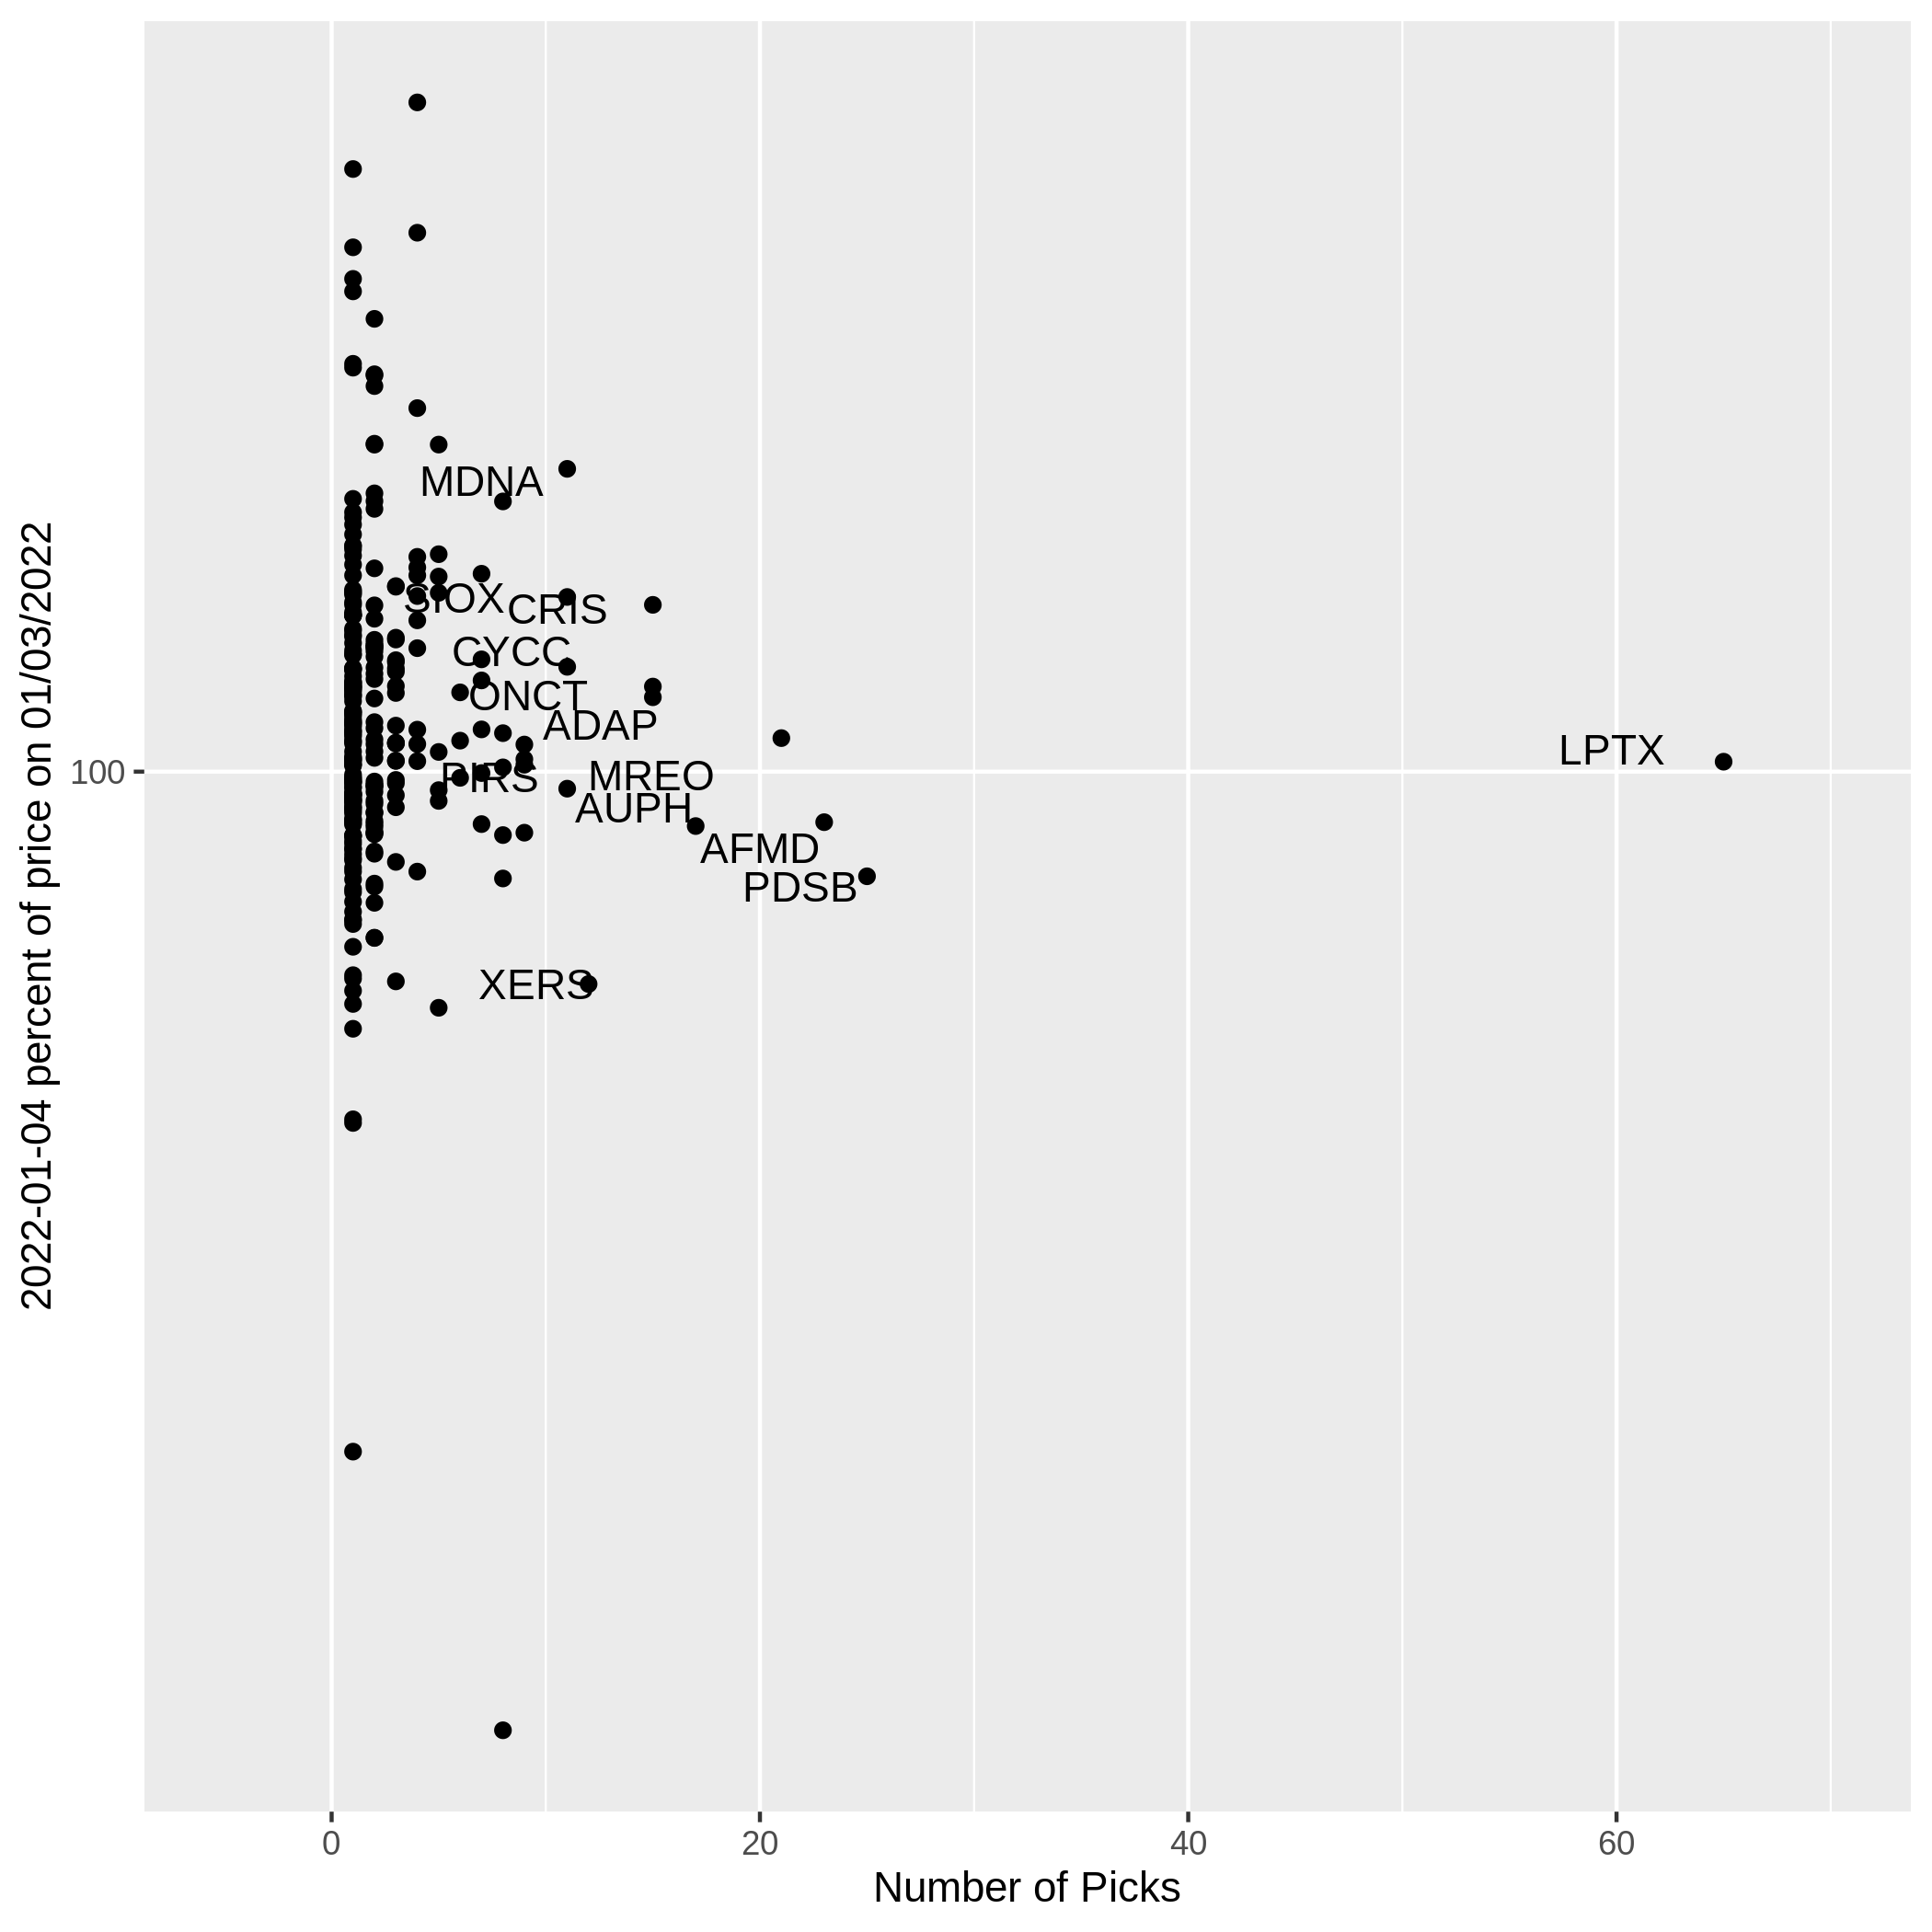 2022-01-04 percent of price on 01/03/2022
100
MDNA
SIOX
CRIS
CYCC
ONCT
ADAP
LPTX
PIRS
MREO
AUPH
AFMD
PDSB
XERS
0 20 40 60
Number of Picks